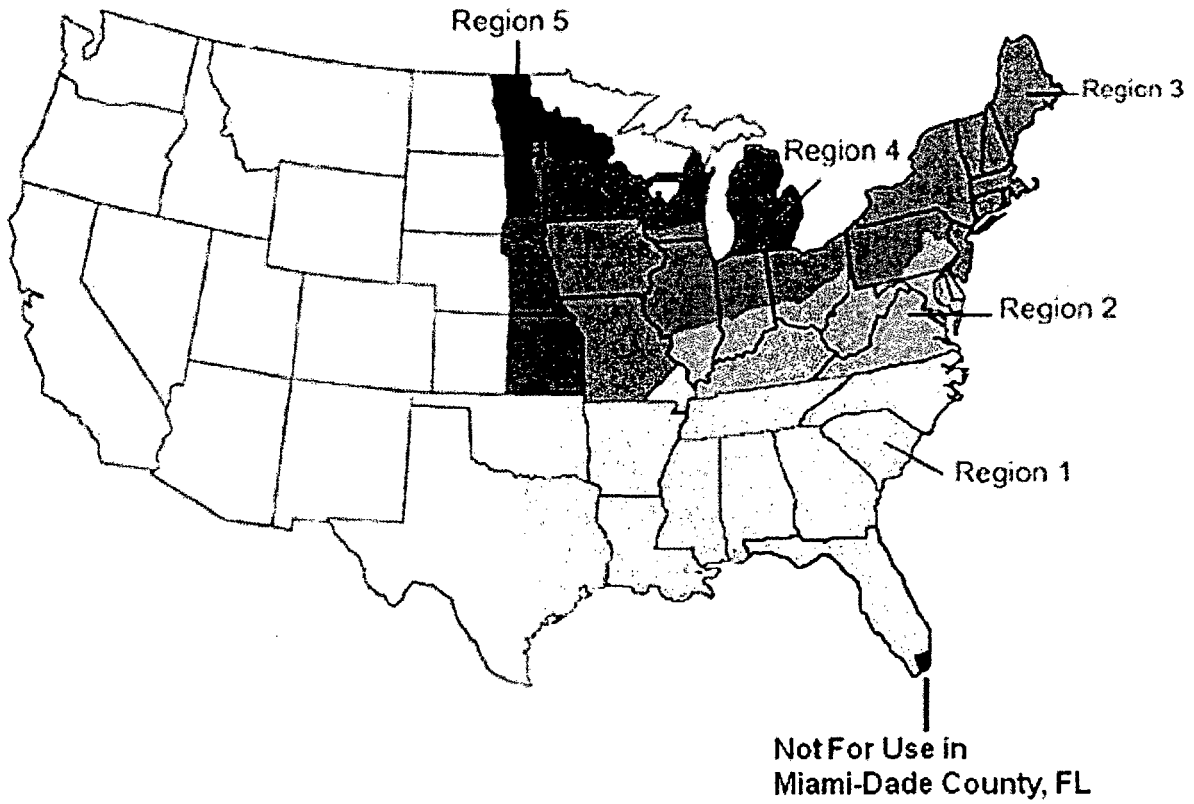 Region 5
Region 3
Region 4
Region 2
Region 1
Not For Use in
Miami-Dade County, FL